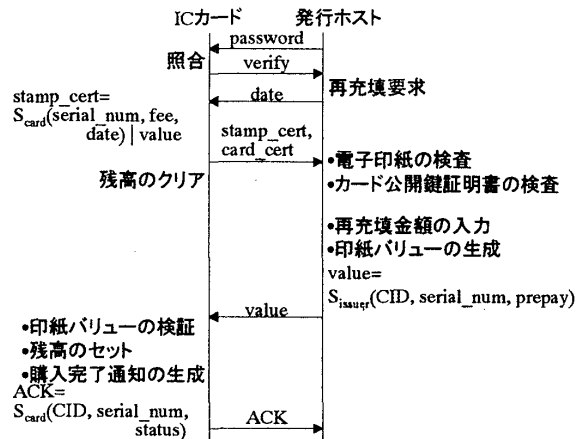 ICカード
発行ホスト
password
照合
verify
再充填要求
date
stamp_cert=
S_card(serial_num, fee,
date) | value
stamp_cert,
card_cert
•電子印紙の検査
•カード公開鍵証明書の検査
残高のクリア
•再充填金額の入力
•印紙バリューの生成
value=
S_issuer(CID, serial_num, prepay)
value
•印紙バリューの検証
•残高のセット
•購入完了通知の生成
ACK=
S_card(CID, serial_num,
status)
ACK